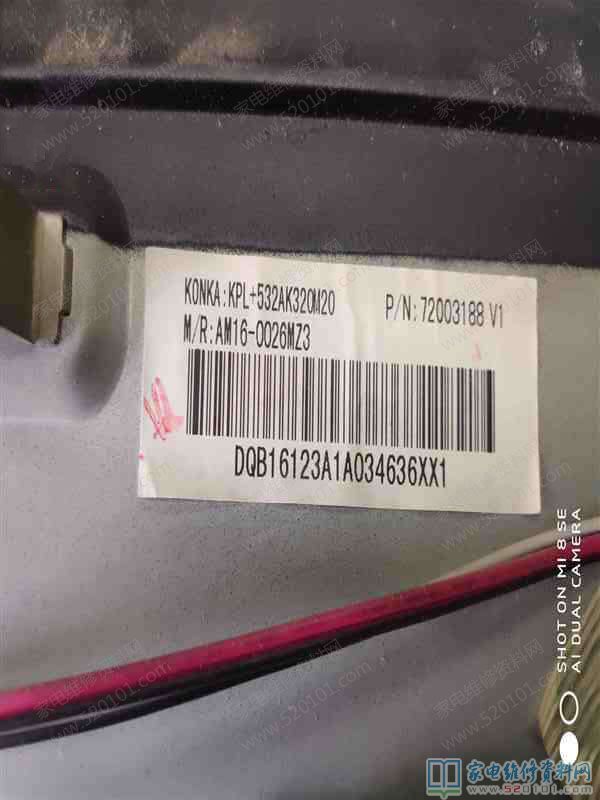 KONKA:KPL+532AK320M20 P/N:72003188 V1
M/R:AM16-0026MZ3
DQB16123A1A034636XX1
SHOT ON MI 8 SE
AI DUAL CAMERA
家电维修资料网
www.520101.com